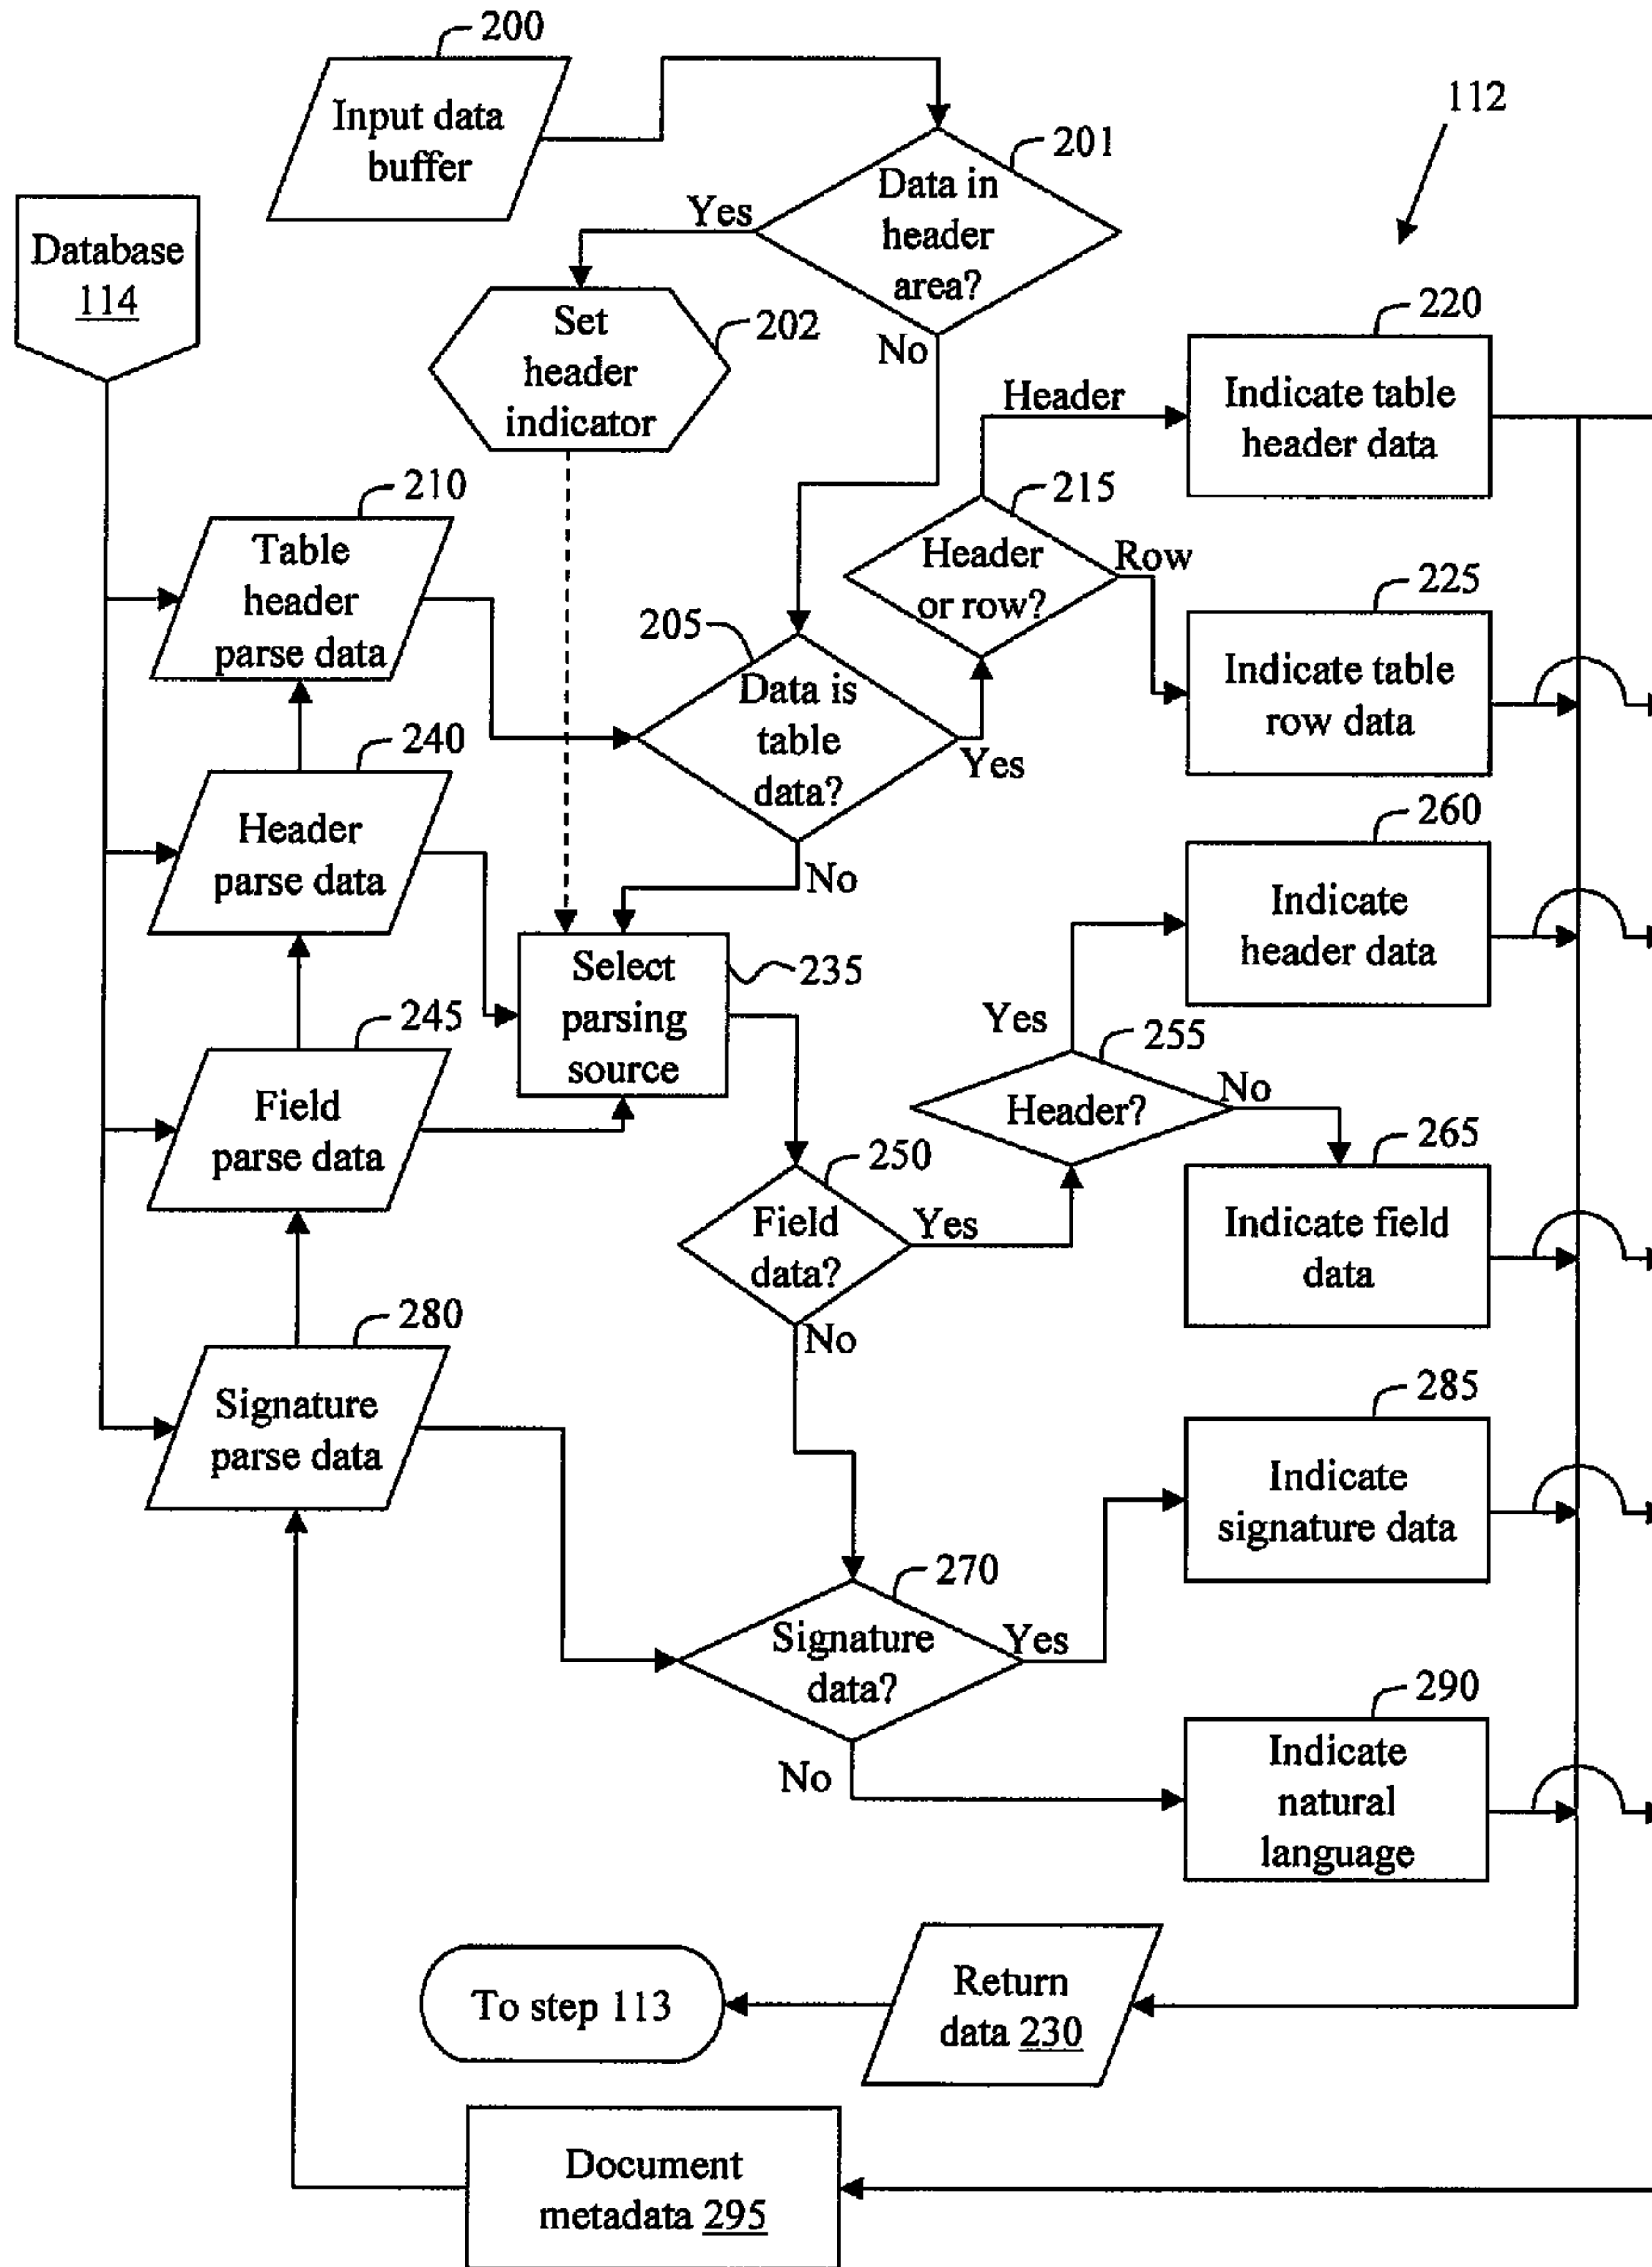 200
Input data
buffer
112
201
Data in
header
area?
Yes
No
Database
114
Set
header
indicator
202
220
Indicate table
header data
Header
210
Table
header
parse data
215
Header
or row?
Row
225
Indicate table
row data
205
Data is
table
data?
Yes
No
240
Header
parse data
260
Indicate
header data
Select
parsing
source
235
Yes
245
Field
parse data
255
Header?
No
250
Field
data?
Yes
No
265
Indicate field
data
280
Signature
parse data
285
Indicate
signature data
270
Signature
data?
Yes
No
290
Indicate
natural
language
To step 113
Return
data 230
Document
metadata 295